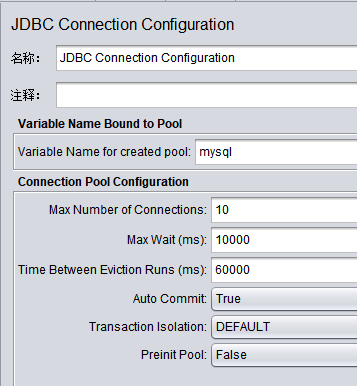 JDBC Connection Configuration
名称： JDBC Connection Configuration
注释：
Variable Name Bound to Pool
Variable Name for created pool: mysql
Connection Pool Configuration
Max Number of Connections: 10
Max Wait (ms): 10000
Time Between Eviction Runs (ms): 60000
Auto Commit: True
Transaction Isolation: DEFAULT
Preinit Pool: False